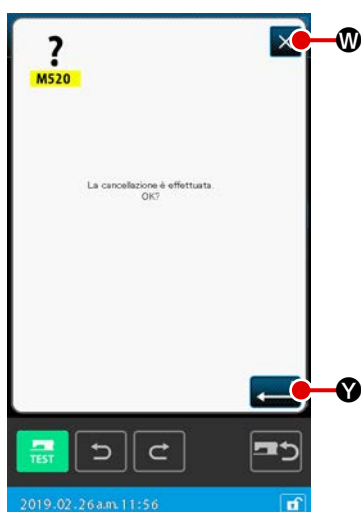 ?
M520
W
La cancellazione è effettuata.
OK?
Y
TEST
2019.02.26a.m.11:56